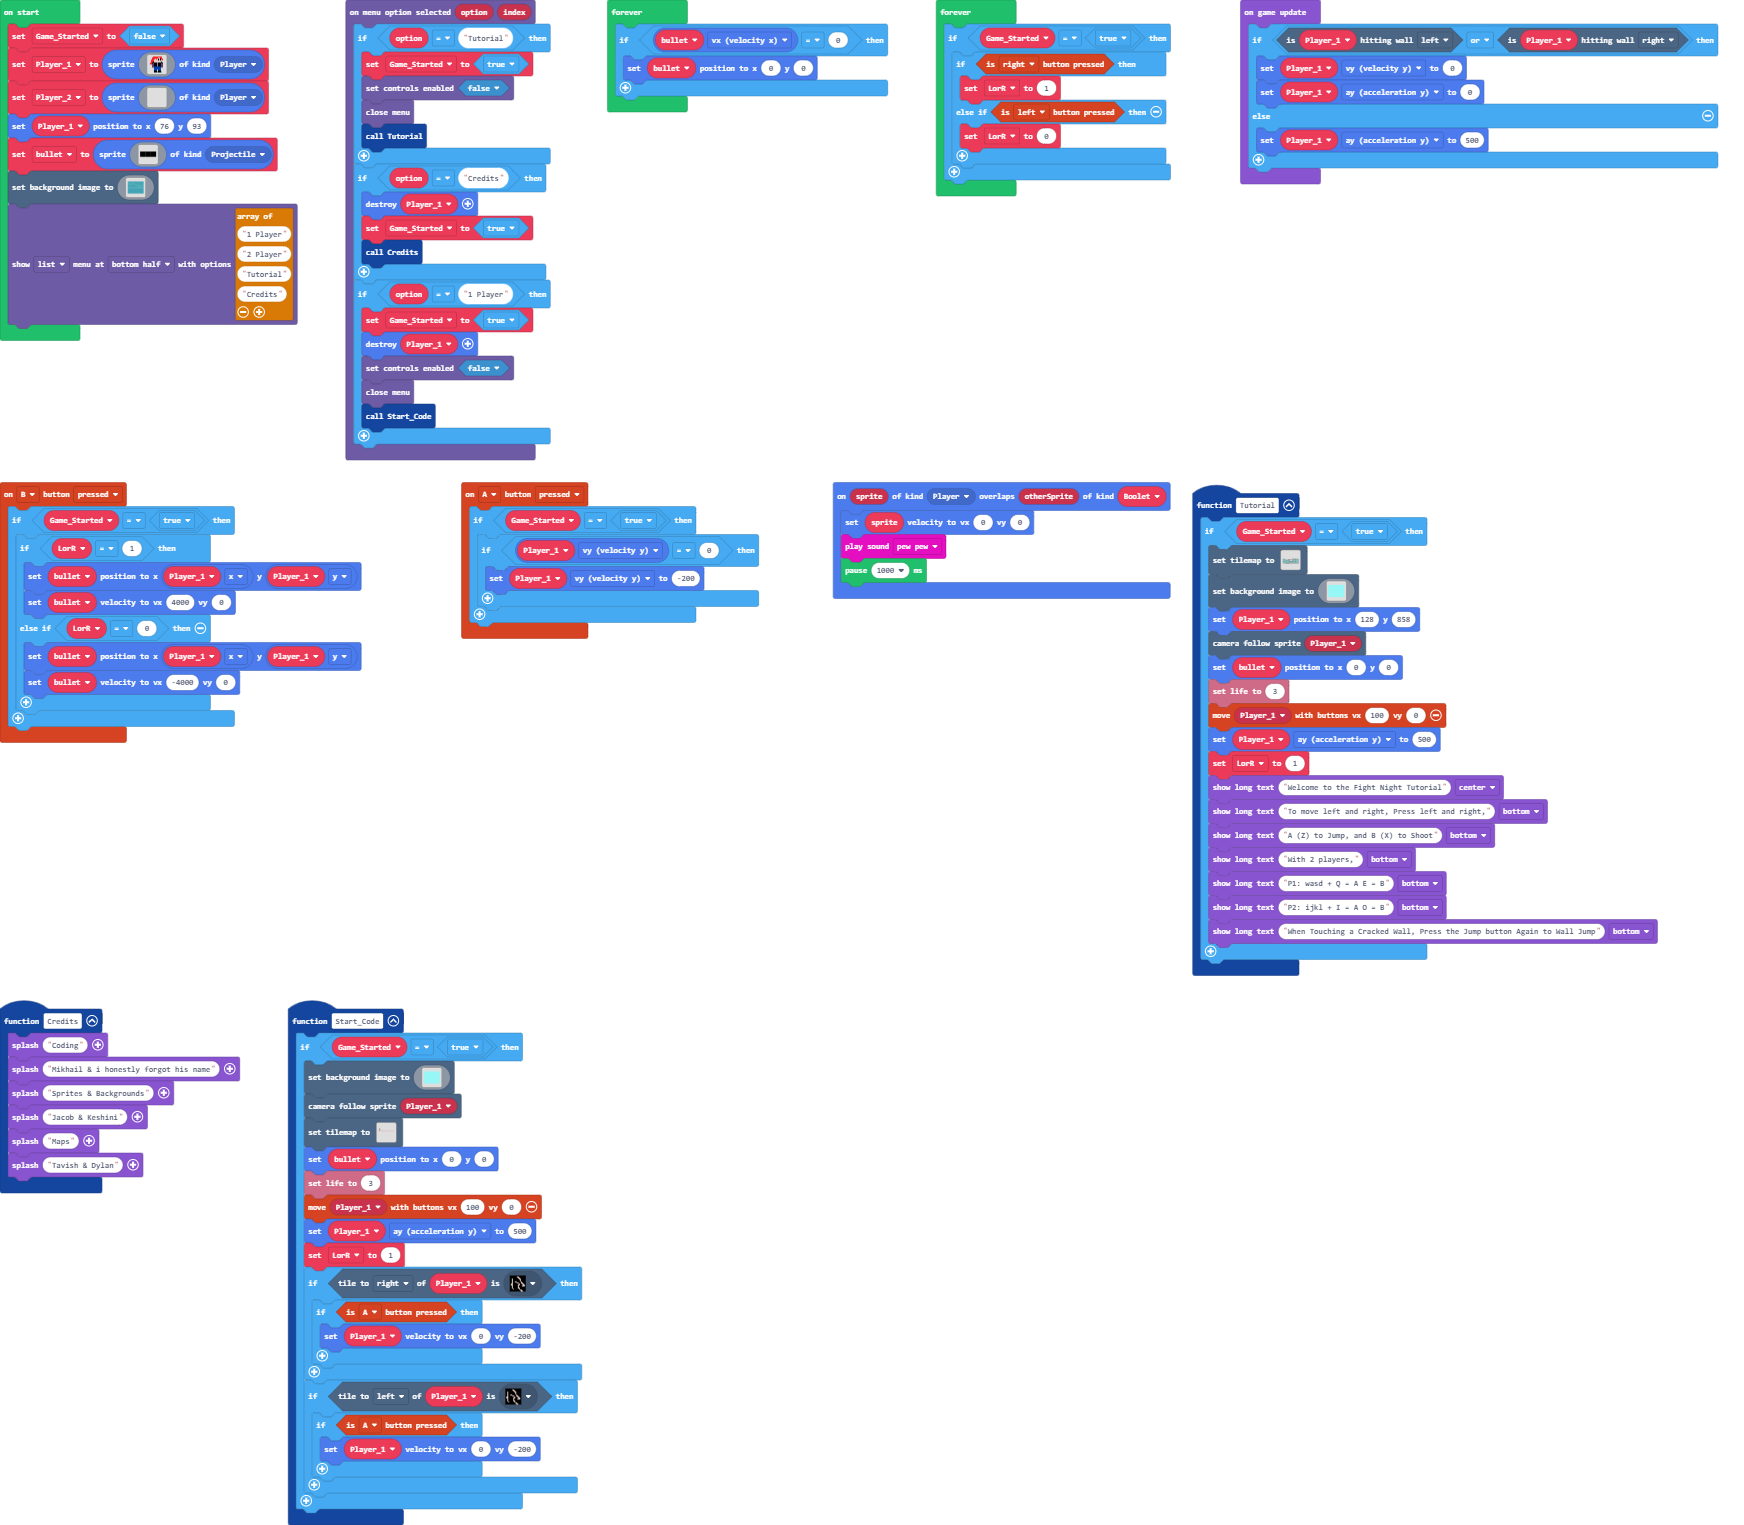 on start
set Game_Started to false
set Player_1 to sprite of kind Player
set Player_2 to sprite of kind Player
set Player_1 position to x 76 y 93
set bullet to sprite of kind Projectile
set background image to
show list menu at bottom half with options
array of
"1 Player"
"2 Player"
"Tutorial"
"Credits"
on menu option selected option index
if option = "Tutorial" then
set Game_Started to true
set controls enabled false
close menu
call Tutorial
if option = "Credits" then
destroy Player_1
set Game_Started to true
call Credits
if option = "1 Player" then
set Game_Started to true
destroy Player_1
set controls enabled false
close menu
call Start_Code
forever
if bullet vx (velocity x) = 0 then
set bullet position to x 0 y 0
forever
if Game_Started = true then
if is right button pressed then
set LorR to 1
else if is left button pressed then
set LorR to 0
on game update
if is Player_1 hitting wall left or is Player_1 hitting wall right then
set Player_1 vy (velocity y) to 0
set Player_1 ay (acceleration y) to 0
else
set Player_1 ay (acceleration y) to 500
on B button pressed
if Game_Started = true then
if LorR = 1 then
set bullet position to x Player_1 x y Player_1 y
set bullet velocity to vx 4000 vy 0
else if LorR = 0 then
set bullet position to x Player_1 x y Player_1 y
set bullet velocity to vx -4000 vy 0
on A button pressed
if Game_Started = true then
if Player_1 vy (velocity y) = 0 then
set Player_1 vy (velocity y) to -200
on sprite of kind Player overlaps otherSprite of kind Boolet
set sprite velocity to vx 0 vy 0
play sound pew pew
pause 1000 ms
function Tutorial
if Game_Started = true then
set tilemap to
set background image to
set Player_1 position to x 128 y 858
camera follow sprite Player_1
set bullet position to x 0 y 0
set life to 3
move Player_1 with buttons vx 100 vy 0
set Player_1 ay (acceleration y) to 500
set LorR to 1
show long text "Welcome to the Fight Night Tutorial" center
show long text "To move left and right, Press left and right," bottom
show long text "A (Z) to Jump, and B (X) to Shoot" bottom
show long text "With 2 players," bottom
show long text "P1: wasd + Q = A E = B" bottom
show long text "P2: ijkl + I = A O = B" bottom
show long text "When Touching a Cracked Wall, Press the Jump button Again to Wall Jump" bottom
function Credits
splash "Coding"
splash "Mikhail & i honestly forgot his name"
splash "Sprites & Backgrounds"
splash "Jacob & Keshini"
splash "Maps"
splash "Tavish & Dylan"
function Start_Code
if Game_Started = true then
set background image to
camera follow sprite Player_1
set tilemap to
set bullet position to x 0 y 0
set life to 3
move Player_1 with buttons vx 100 vy 0
set Player_1 ay (acceleration y) to 500
set LorR to 1
if tile to right of Player_1 is then
if is A button pressed then
set Player_1 velocity to vx 0 vy -200
if tile to left of Player_1 is then
if is A button pressed then
set Player_1 velocity to vx 0 vy -200